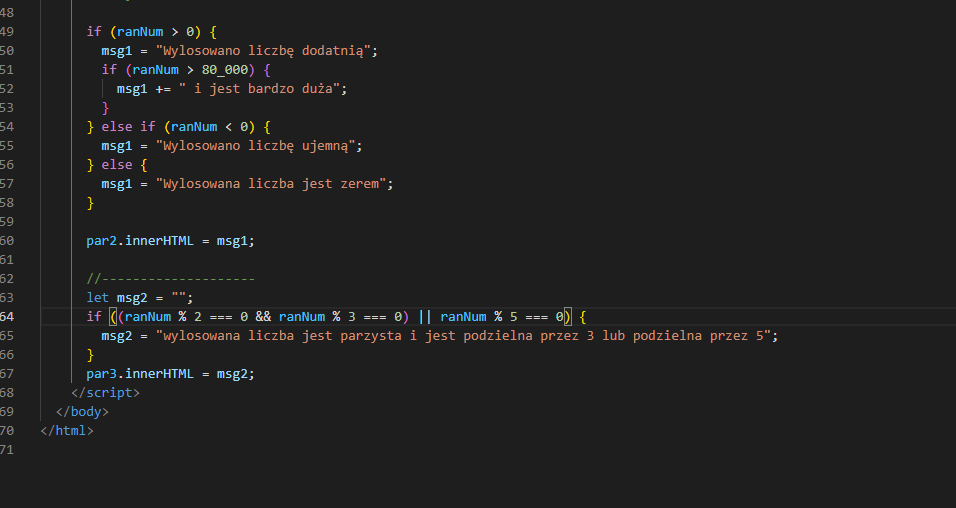 48
49 if (ranNum > 0) {
50 msg1 = "Wylosowano liczbę dodatnią";
51 if (ranNum > 80_000) {
52 msg1 += " i jest bardzo duża";
53 }
54 } else if (ranNum < 0) {
55 msg1 = "Wylosowano liczbę ujemną";
56 } else {
57 msg1 = "Wylosowana liczba jest zerem";
58 }
59
60 par2.innerHTML = msg1;
61
62 //--------------------
63 let msg2 = "";
64 if ((ranNum % 2 === 0 && ranNum % 3 === 0) || ranNum % 5 === 0) {
65 msg2 = "wylosowana liczba jest parzysta i jest podzielna przez 3 lub podzielna przez 5";
66 }
67 par3.innerHTML = msg2;
68 </script>
69 </body>
70 </html>
71